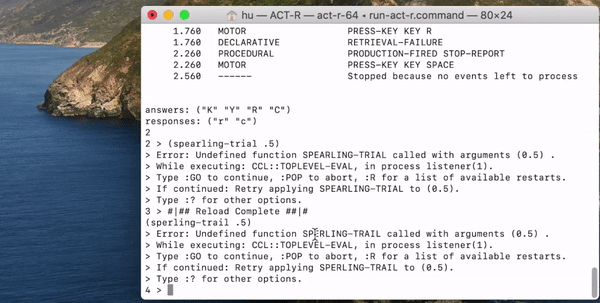 hu — ACT-R — act-r-64 • run-act-r.command — 80×24
1.760 MOTOR PRESS-KEY KEY R
1.760 DECLARATIVE RETRIEVAL-FAILURE
2.260 PROCEDURAL PRODUCTION-FIRED STOP-REPORT
2.260 MOTOR PRESS-KEY KEY SPACE
2.560 ------ Stopped because no events left to process
answers: ("K" "Y" "R" "C")
responses: ("r" "c")
2
2 > (spearling-trial .5)
> Error: Undefined function SPEARLING-TRIAL called with arguments (0.5) .
> While executing: CCL::TOPLEVEL-EVAL, in process listener(1).
> Type :GO to continue, :POP to abort, :R for a list of available restarts.
> If continued: Retry applying SPEARLING-TRIAL to (0.5).
> Type :? for other options.
3 > #|## Reload Complete ##|#
(sperling-trail .5)
> Error: Undefined function SPERLING-TRAIL called with arguments (0.5) .
> While executing: CCL::TOPLEVEL-EVAL, in process listener(1).
> Type :GO to continue, :POP to abort, :R for a list of available restarts.
> If continued: Retry applying SPERLING-TRAIL to (0.5).
> Type :? for other options.
4 >